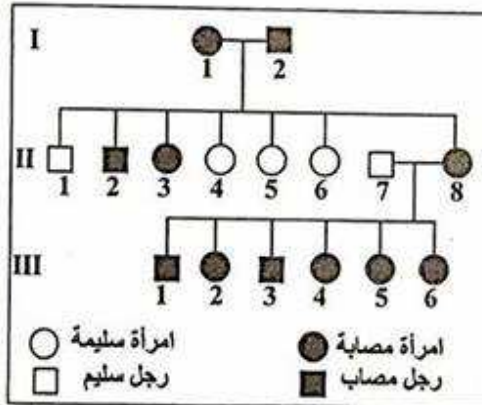 I
1 2
II
1 2 3 4 5 6 7 8
III
1 2 3 4 5 6
امرأة سليمة امرأة مصابة
رجل سليم رجل مصاب